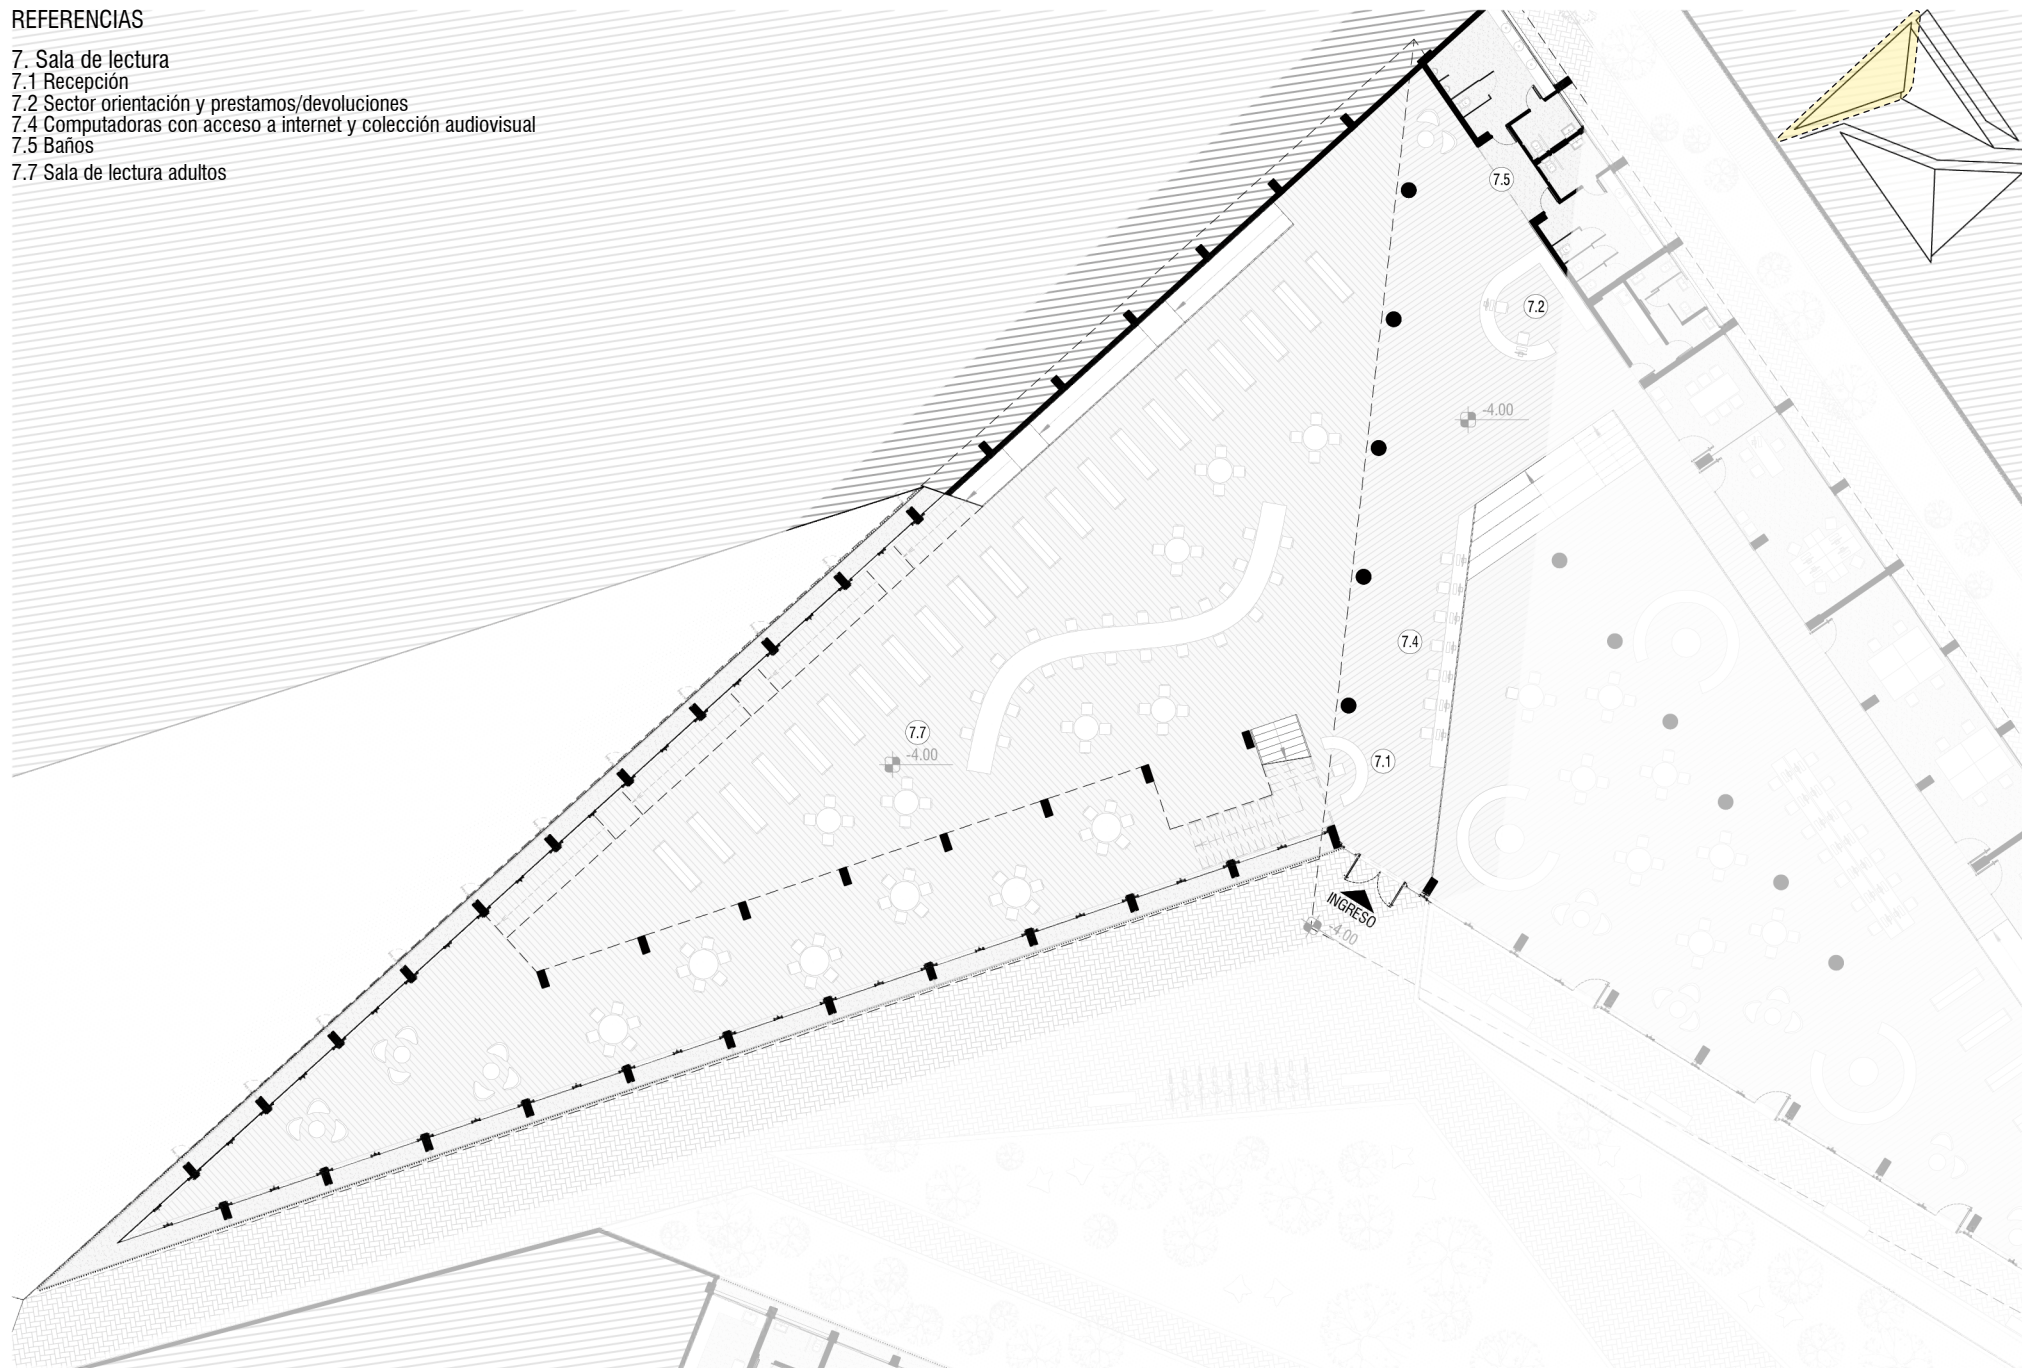 REFERENCIAS
7. Sala de lectura
7.1 Recepción
7.2 Sector orientación y prestamos/devoluciones
7.4 Computadoras con acceso a internet y colección audiovisual
7.5 Baños
7.7 Sala de lectura adultos
7.5
7.2
-4.00
7.4
7.7
-4.00
7.1
INGRESO
-4.00